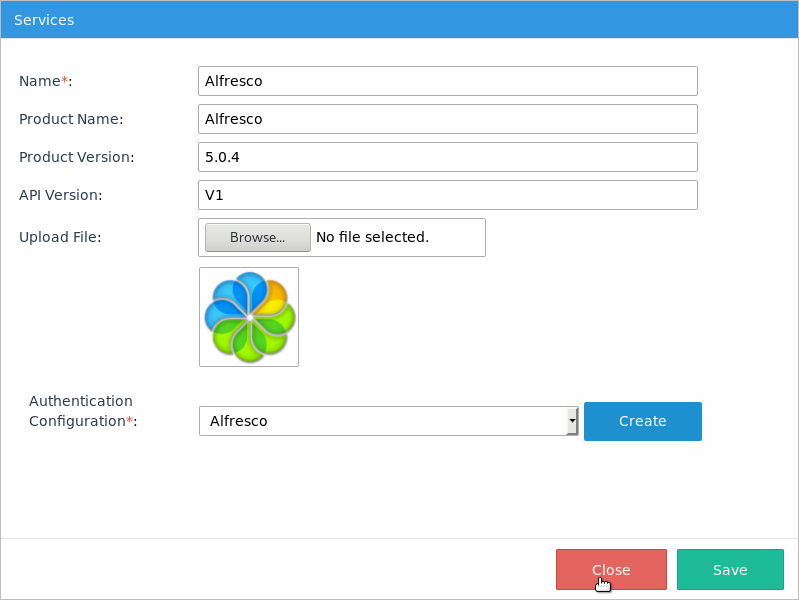 Services
Name*: Alfresco
Product Name: Alfresco
Product Version: 5.0.4
API Version: V1
Upload File: Browse... No file selected.
Authentication
Configuration*: Alfresco Create
Close Save